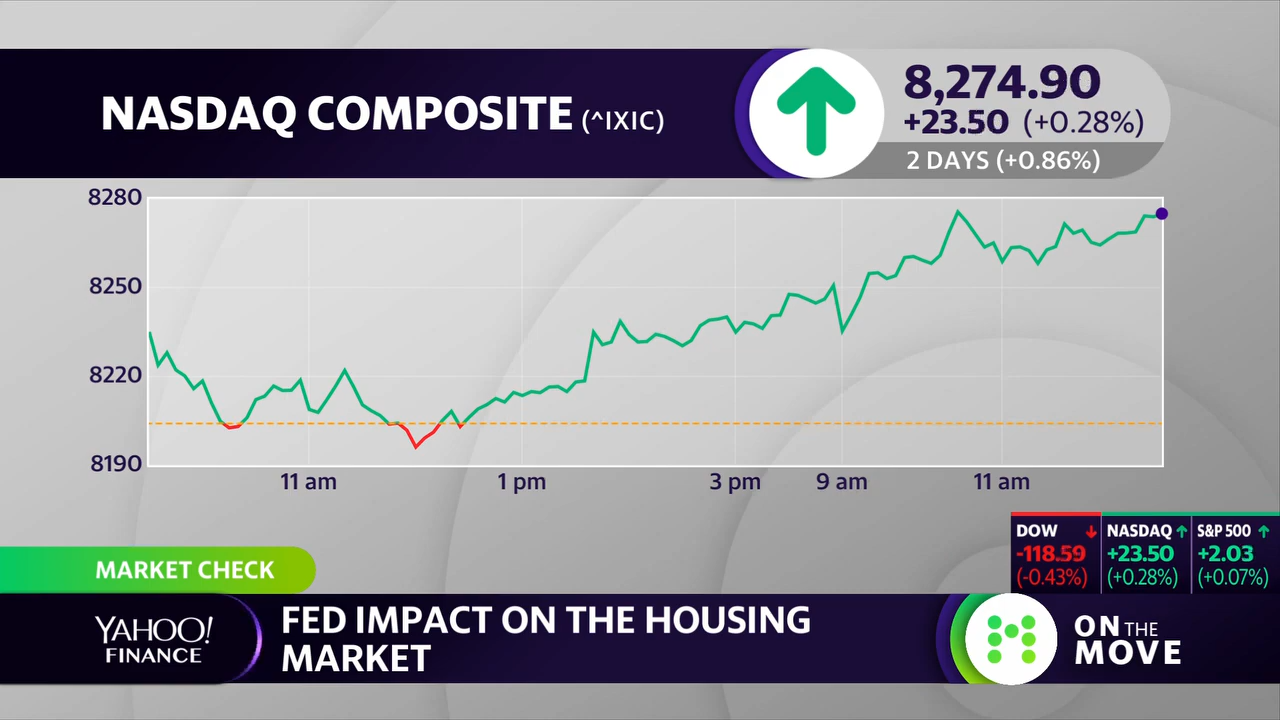 NASDAQ COMPOSITE (^IXIC)
8,274.90
+23.50 (+0.28%)
2 DAYS (+0.86%)
8280
8250
8220
8190
11 am
1 pm
3 pm
9 am
11 am
DOW
-118.59
(-0.43%)
NASDAQ
+23.50
(+0.28%)
S&P 500
+2.03
(+0.07%)
MARKET CHECK
YAHOO!
FINANCE
FED IMPACT ON THE HOUSING
MARKET
ON THE
MOVE